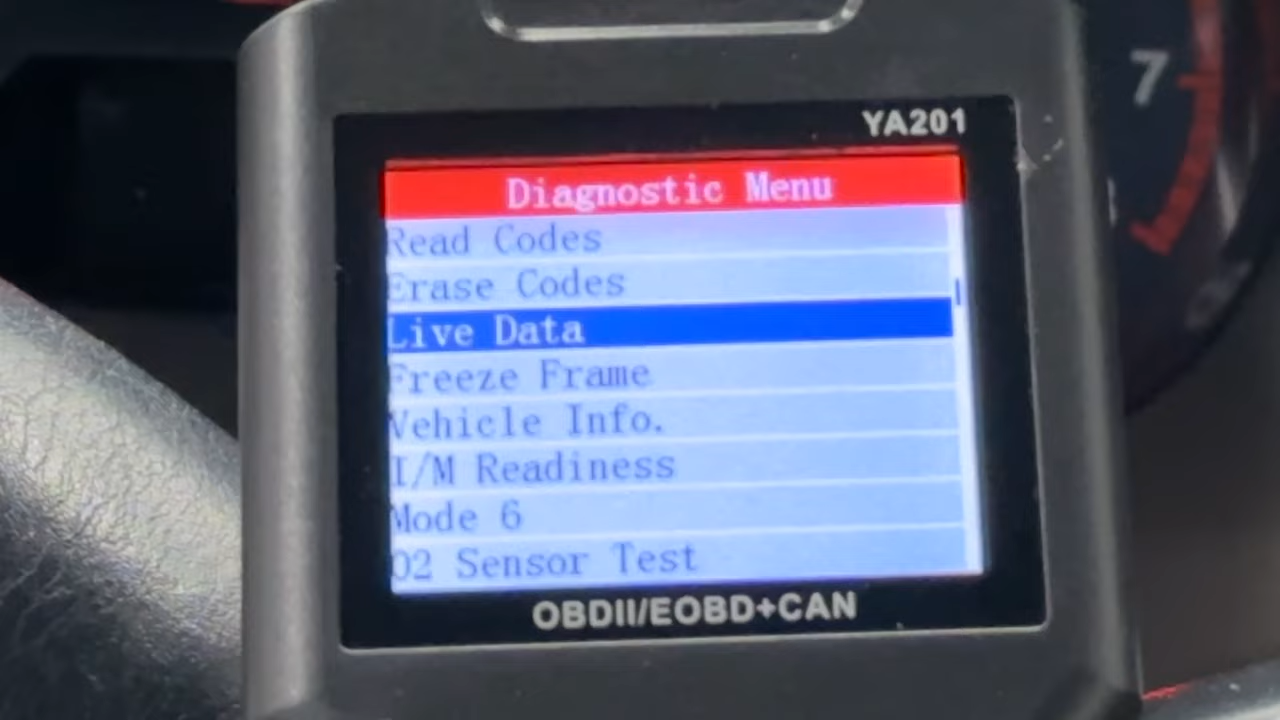 YA201
7
Diagnostic Menu
Read Codes
Erase Codes
Live Data
Freeze Frame
Vehicle Info.
I/M Readiness
Mode 6
O2 Sensor Test
OBDII/EOBD+CAN